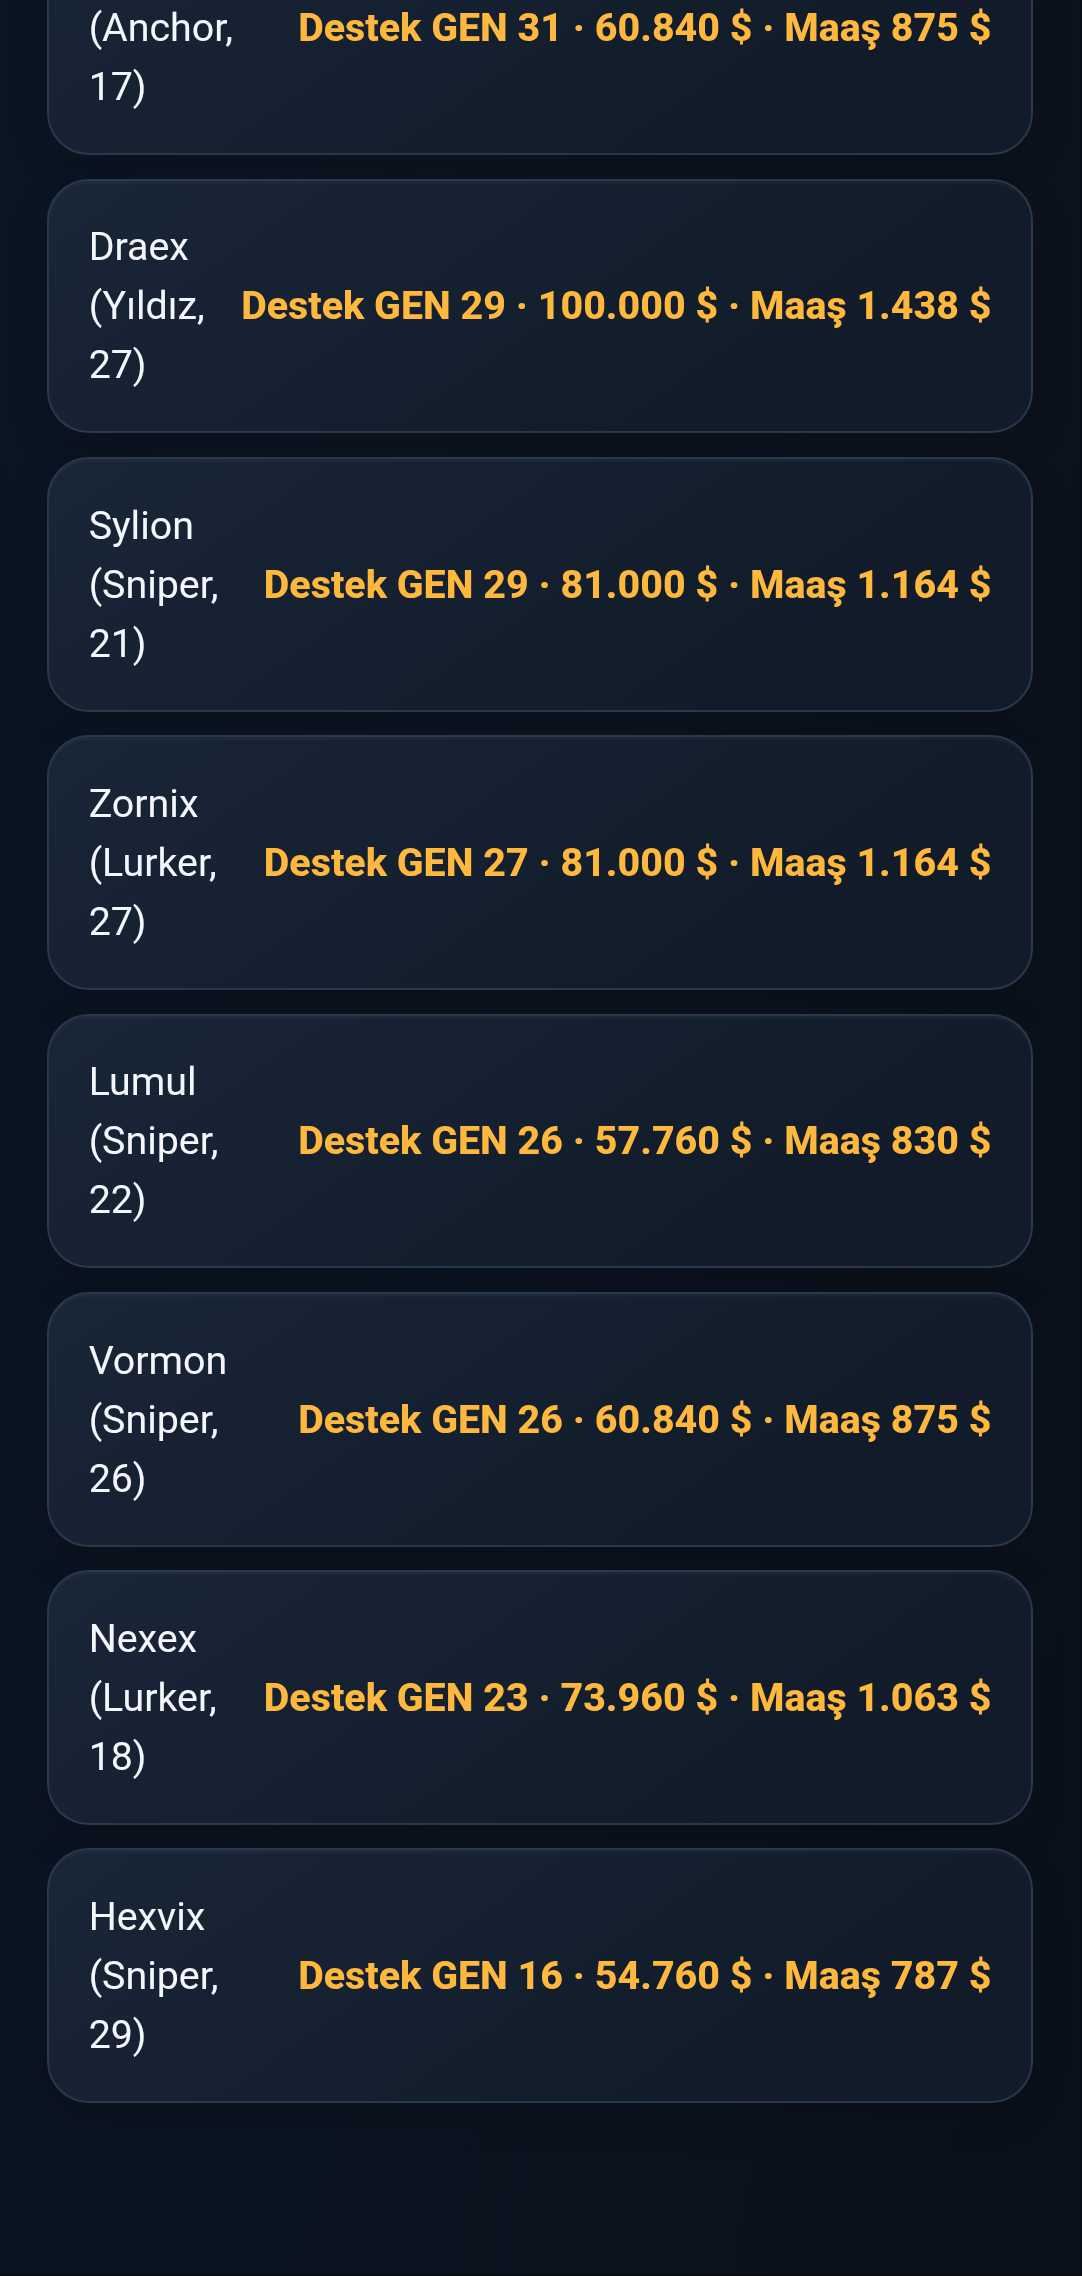 (Anchor,
17)
Destek GEN 31 · 60.840 $ · Maaş 875 $
Draex
(Yıldız,
27)
Destek GEN 29 · 100.000 $ · Maaş 1.438 $
Sylion
(Sniper,
21)
Destek GEN 29 · 81.000 $ · Maaş 1.164 $
Zornix
(Lurker,
27)
Destek GEN 27 · 81.000 $ · Maaş 1.164 $
Lumul
(Sniper,
22)
Destek GEN 26 · 57.760 $ · Maaş 830 $
Vormon
(Sniper,
26)
Destek GEN 26 · 60.840 $ · Maaş 875 $
Nexex
(Lurker,
18)
Destek GEN 23 · 73.960 $ · Maaş 1.063 $
Hexvix
(Sniper,
29)
Destek GEN 16 · 54.760 $ · Maaş 787 $